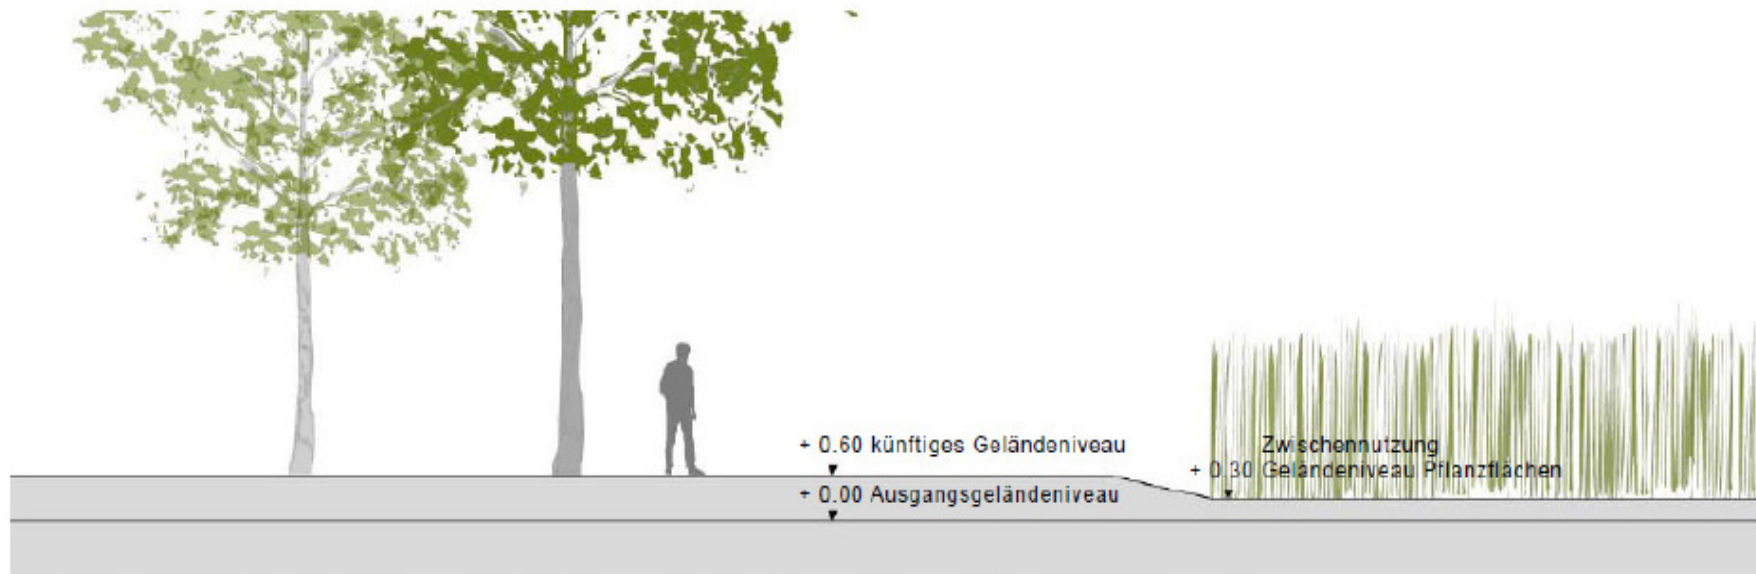 + 0.60 künftiges Geländeniveau
+ 0.00 Ausgangsgeländeniveau
Zwischennutzung
+ 0.30 Geländeniveau Pflanzflächen